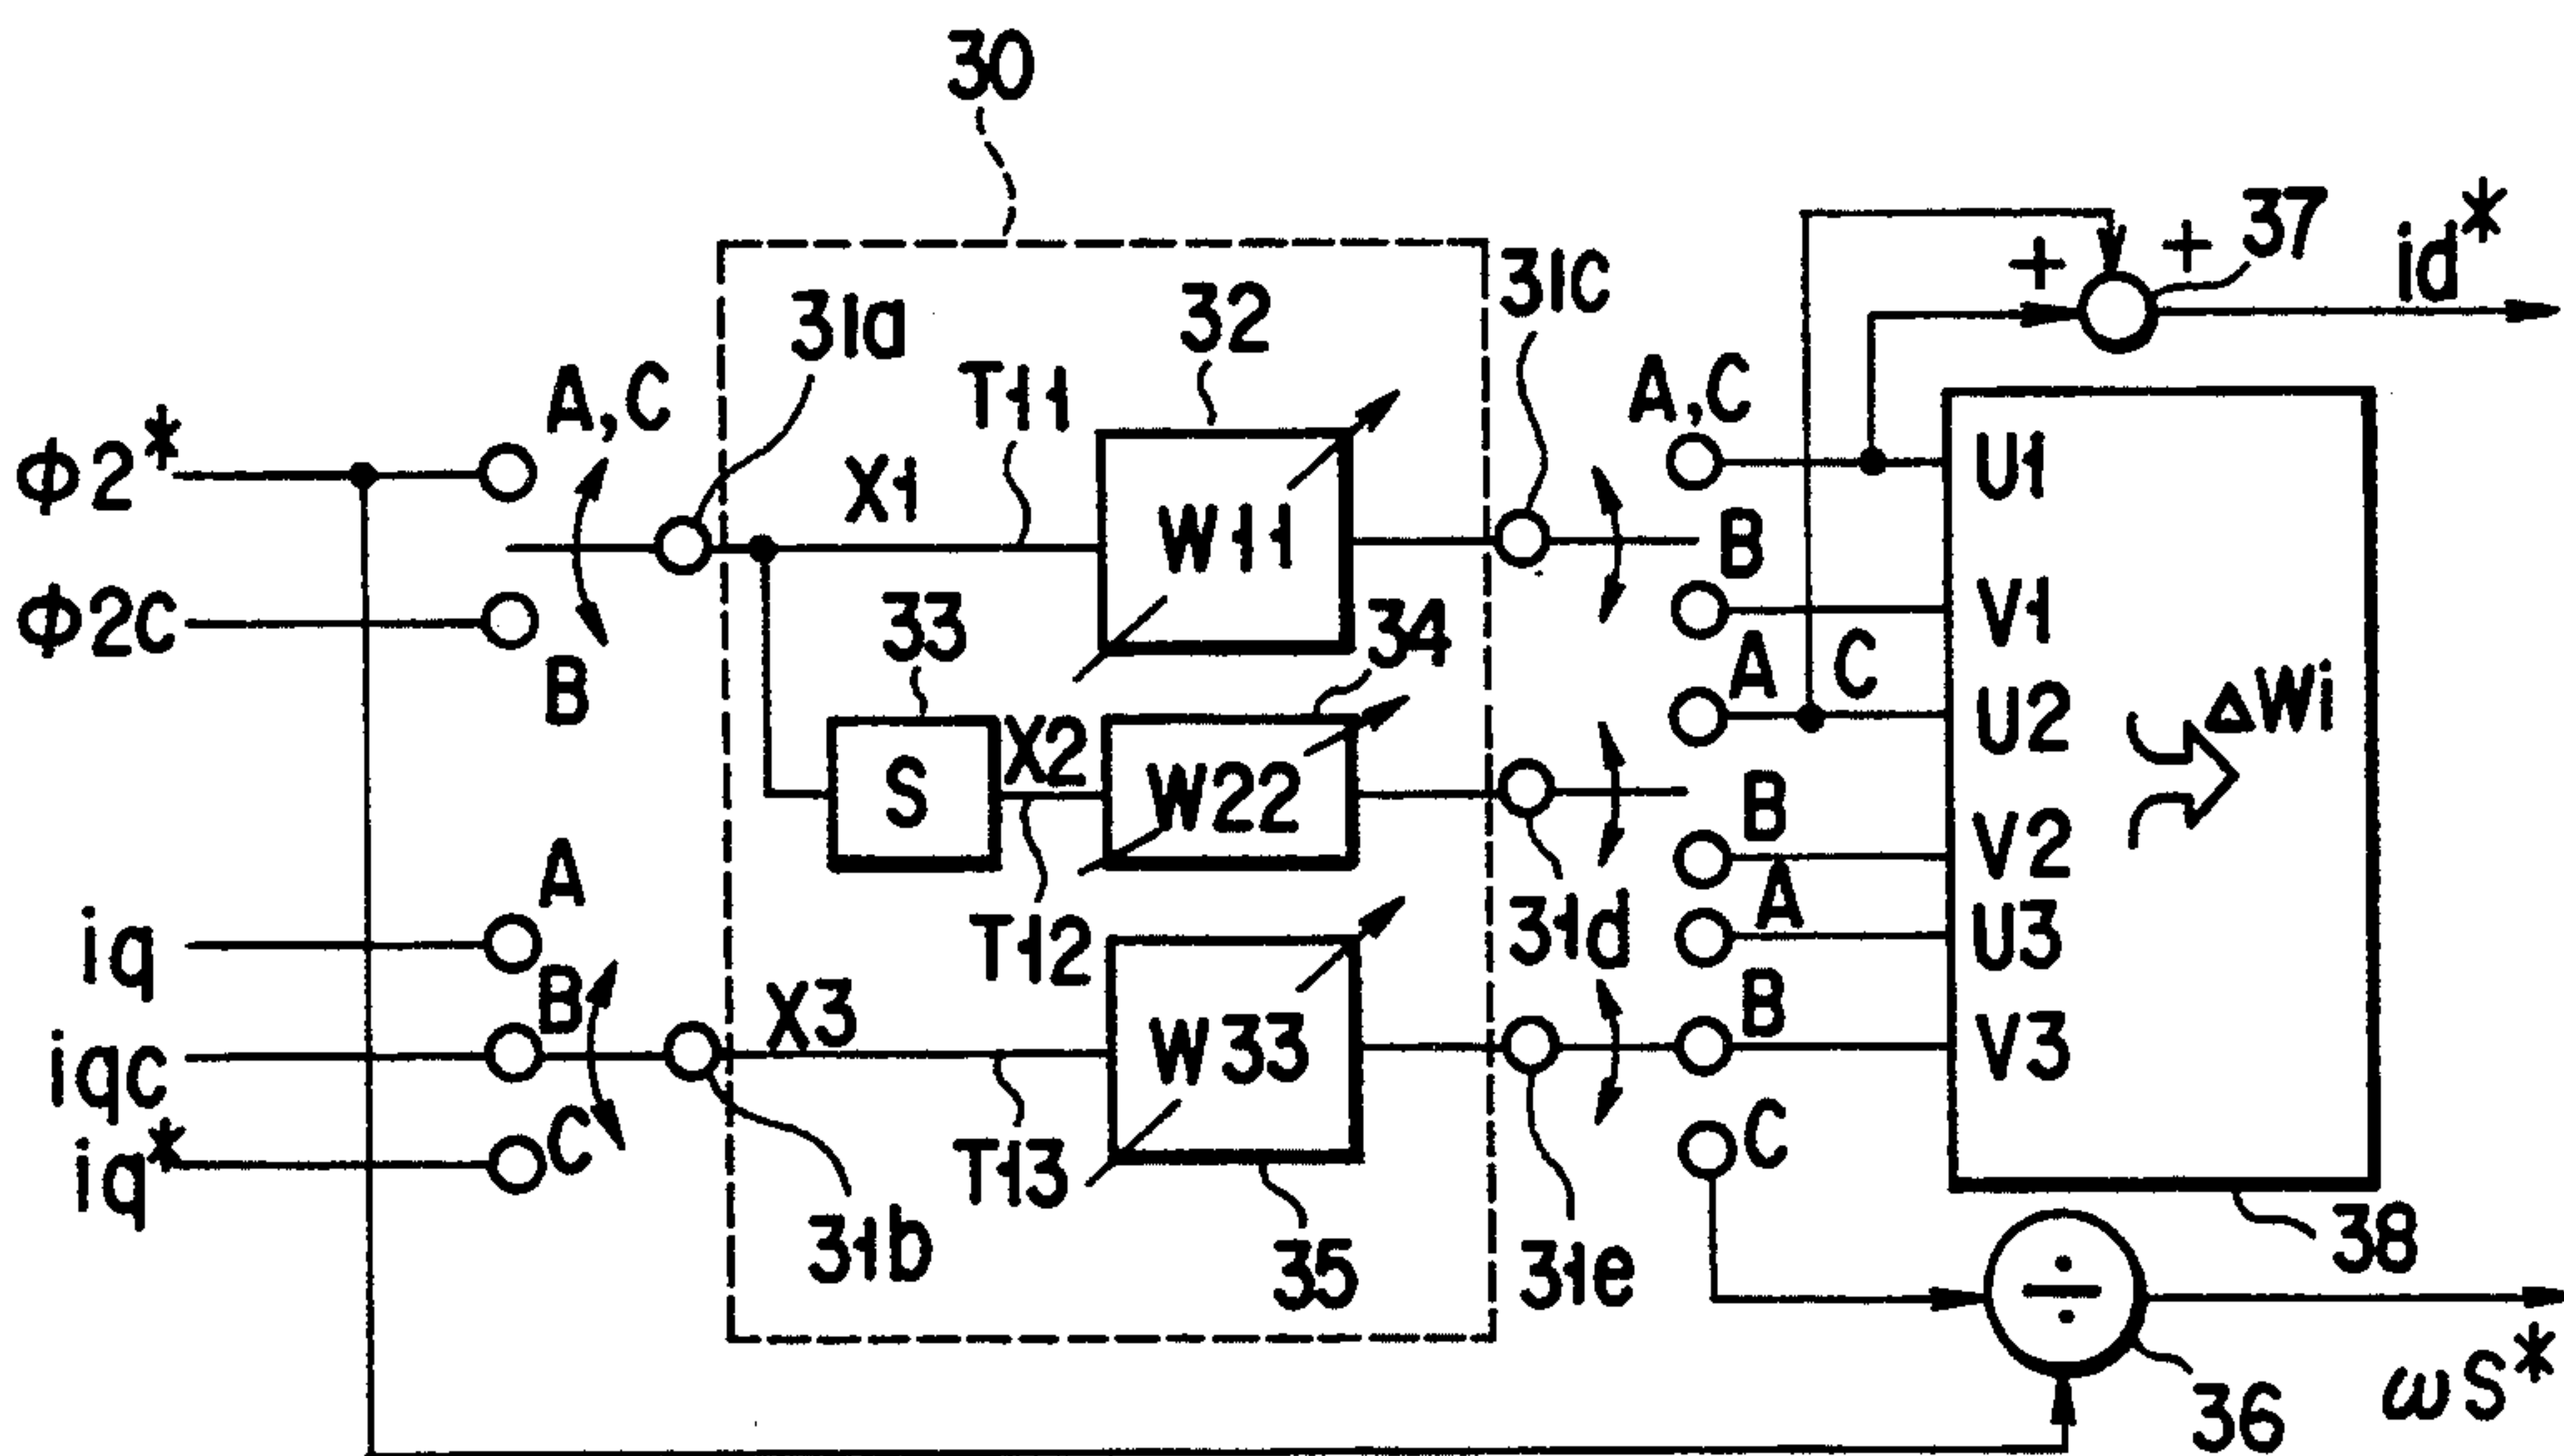 30
31a
32
31c
37
id*
+
+
A,C
T11
A,C
Φ2*
X1
W11
U1
B
V1
Φ2C
B
33
34
A
C
ΔWi
S
X2
W22
U2
B
V2
A
iq
A
T12
31d
U3
iqc
B
X3
W33
B
V3
iq*
C
T13
C
31b
35
31e
38
÷
36
ωS*